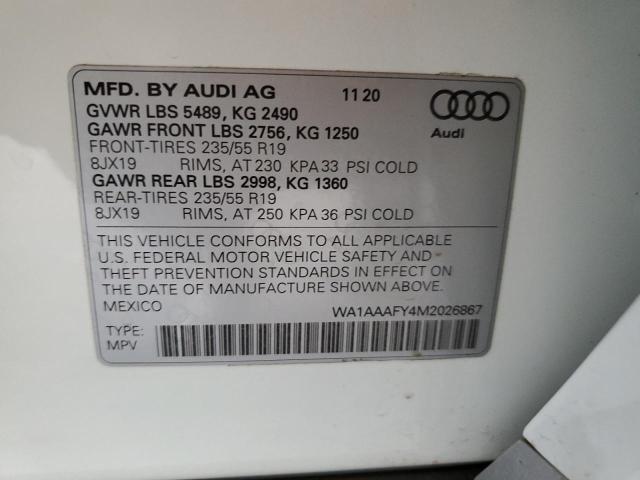 MFD. BY AUDI AG 11 20
GVWR LBS 5489, KG 2490
GAWR FRONT LBS 2756, KG 1250
FRONT-TIRES 235/55 R19
8JX19 RIMS, AT 230 KPA 33 PSI COLD
GAWR REAR LBS 2998, KG 1360
REAR-TIRES 235/55 R19
8JX19 RIMS, AT 250 KPA 36 PSI COLD
Audi
THIS VEHICLE CONFORMS TO ALL APPLICABLE
U.S. FEDERAL MOTOR VEHICLE SAFETY AND
THEFT PREVENTION STANDARDS IN EFFECT ON
THE DATE OF MANUFACTURE SHOWN ABOVE.
MEXICO WA1AAAFY4M2026867
TYPE:
MPV